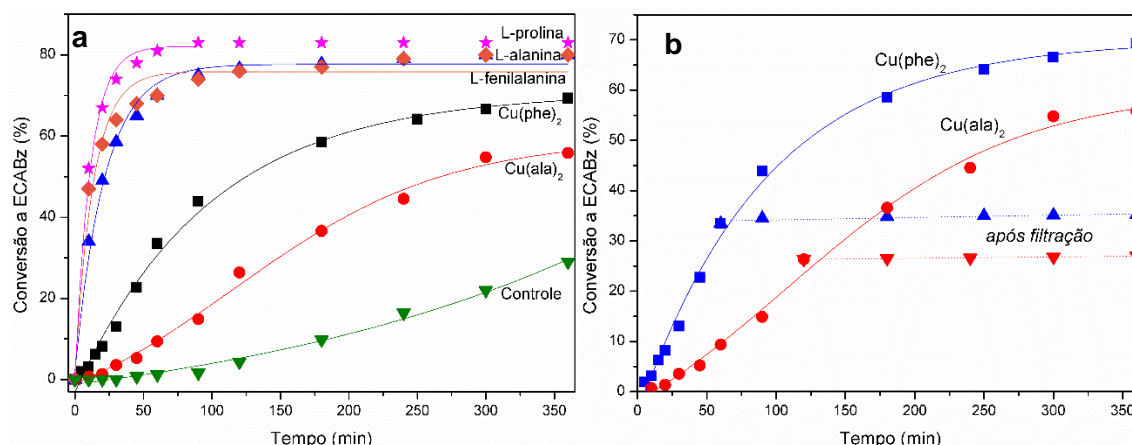 a
L-prolina
L-alanina
L-fenilalanina
Cu(phe)2
Cu(ala)2
Controle
Conversão a ECABz (%)
80
60
40
20
0
0 50 100 150 200 250 300 350
Tempo (min)
b
Cu(phe)2
Cu(ala)2
após filtração
Conversão a ECABz (%)
70
60
50
40
30
20
10
0
0 50 100 150 200 250 300 350
Tempo (min)